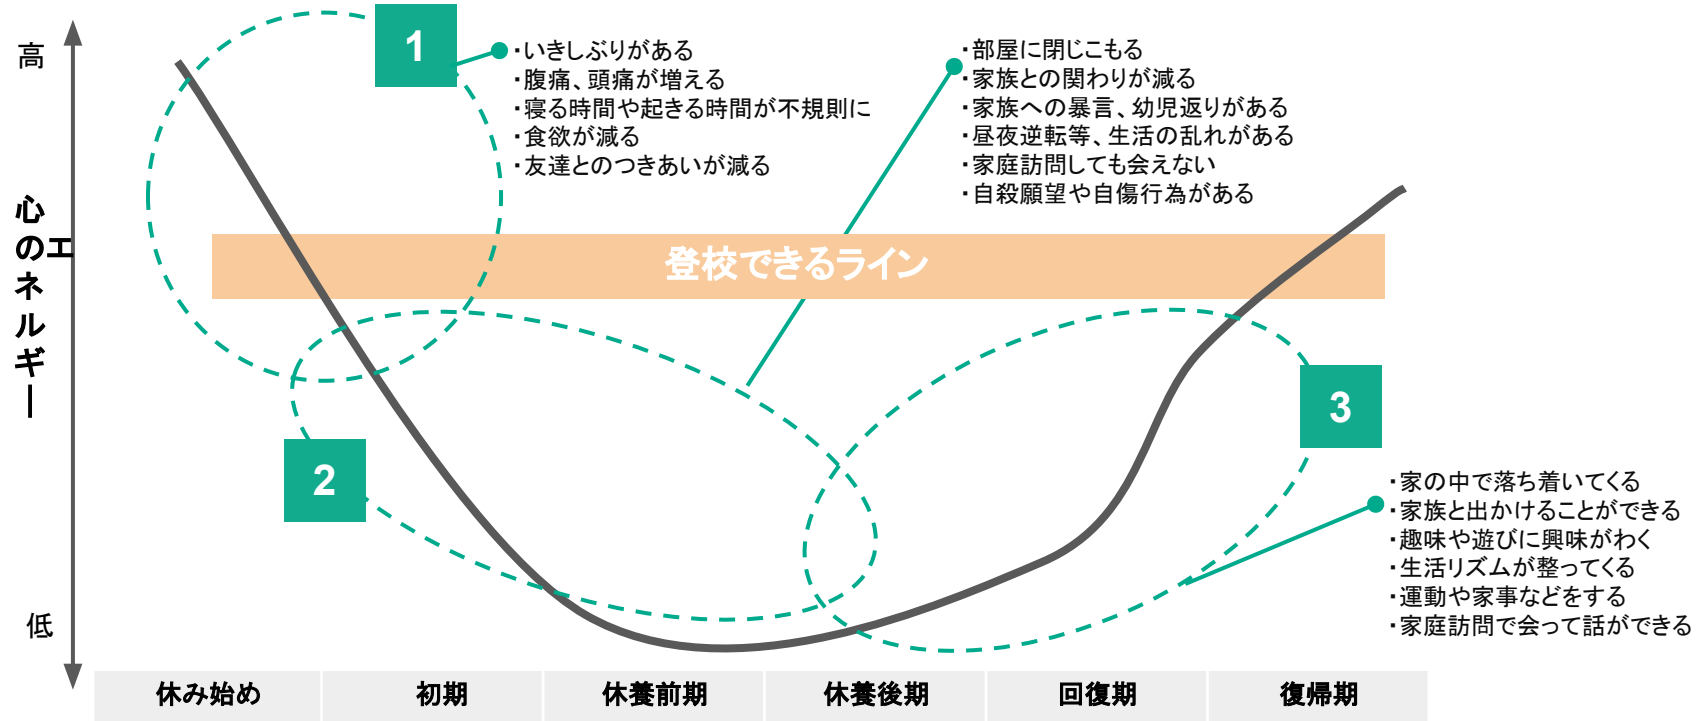 高
心
のエ
ネ
ル
ギ
ー
低
1
・いきしぶりがある
・腹痛、頭痛が増える
・寝る時間や起きる時間が不規則に
・食欲が減る
・友達とのつきあいが減る
・部屋に閉じこもる
・家族との関わりが減る
・家族への暴言、幼児返りがある
・昼夜逆転等、生活の乱れがある
・家庭訪問しても会えない
・自殺願望や自傷行為がある
登校できるライン
2
3
・家の中で落ち着いてくる
・家族と出かけることができる
・趣味や遊びに興味がわく
・生活リズムが整ってくる
・運動や家事などをする
・家庭訪問で会って話ができる
休み始め 初期 休養前期 休養後期 回復期 復帰期